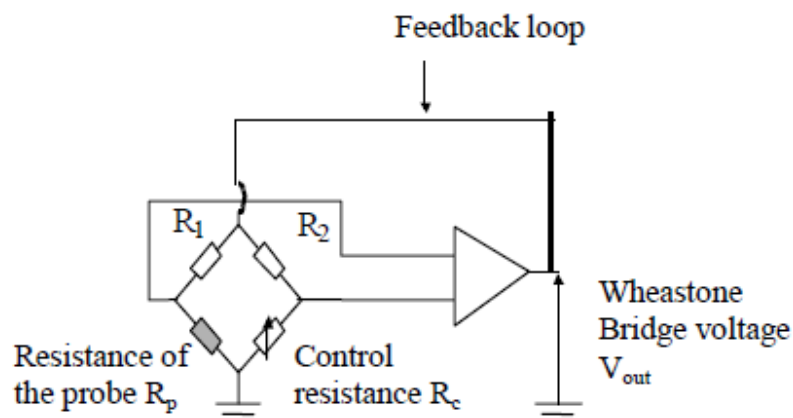 Feedback loop
R1
R2
Resistance of
the probe Rp
Control
resistance Rc
Wheastone
Bridge voltage
Vout